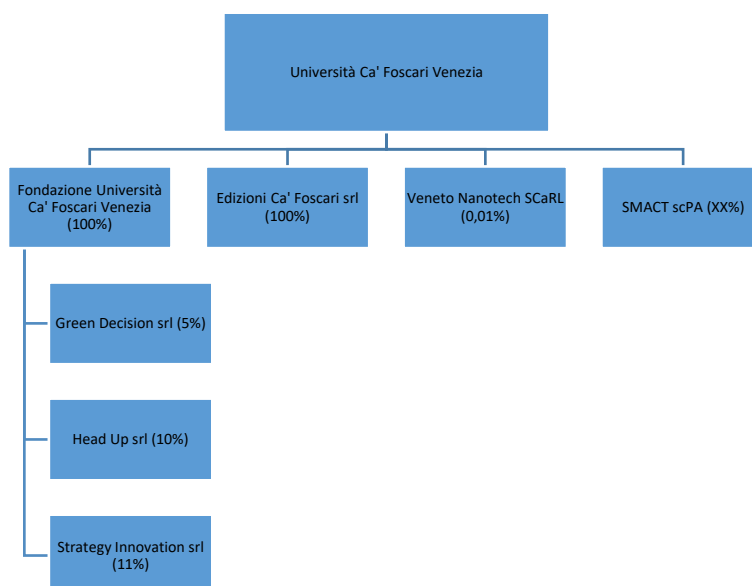 Università Ca' Foscari Venezia
Fondazione Università
Ca' Foscari Venezia
(100%)
Edizioni Ca' Foscari srl
(100%)
Veneto Nanotech SCaRL
(0,01%)
SMACT scPA (XX%)
Green Decision srl (5%)
Head Up srl (10%)
Strategy Innovation srl
(11%)